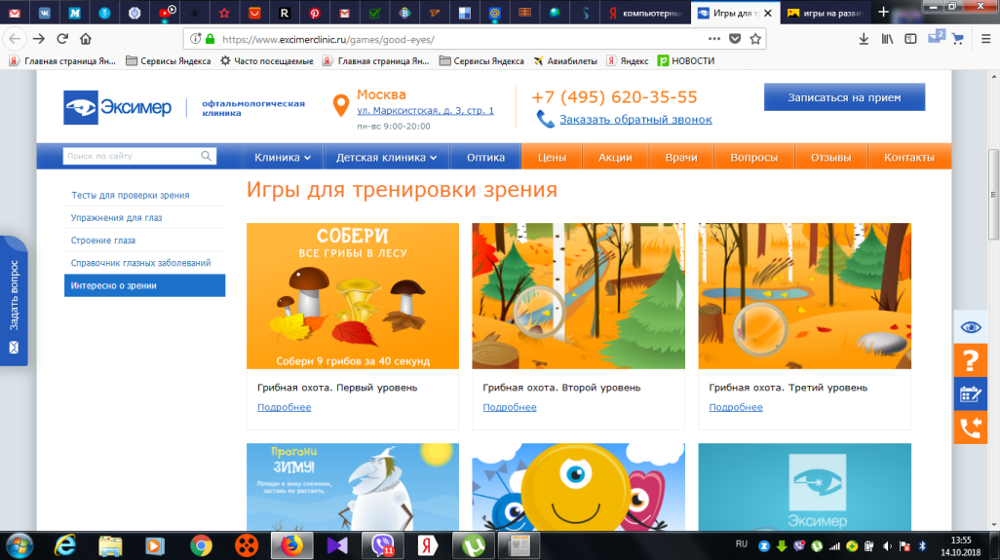 компьютерны
Игры для т
игры на разви
https://www.excimerclinic.ru/games/good-eyes/
2
Главная страница Ян...
Сервисы Яндекса
Часто посещаемые
Главная страница Ян...
Сервисы Яндекса
Авиабилеты
Яндекс
НОВОСТИ
Эксимер
офтальмологическая
клиника
Москва
ул. Марксистская, д. 3, стр. 1
пн-вс 9:00-20:00
+7 (495) 620-35-55
Заказать обратный звонок
Записаться на прием
Поиск по сайту
Клиника
Детская клиника
Оптика
Цены
Акции
Врачи
Вопросы
Отзывы
Контакты
Тесты для проверки зрения
Упражнения для глаз
Строение глаза
Справочник глазных заболеваний
Интересно о зрении
Задать вопрос
Игры для тренировки зрения
СОБЕРИ
ВСЕ ГРИБЫ В ЛЕСУ
Собери 9 грибов за 40 секунд
Грибная охота. Первый уровень
Подробнее
Грибная охота. Второй уровень
Подробнее
Грибная охота. Третий уровень
Подробнее
Прогони
ЗИМУ!
Попади в зиму снежком,
заставь ее растаять.
Эксимер
?
11
RU
13:55
14.10.2018